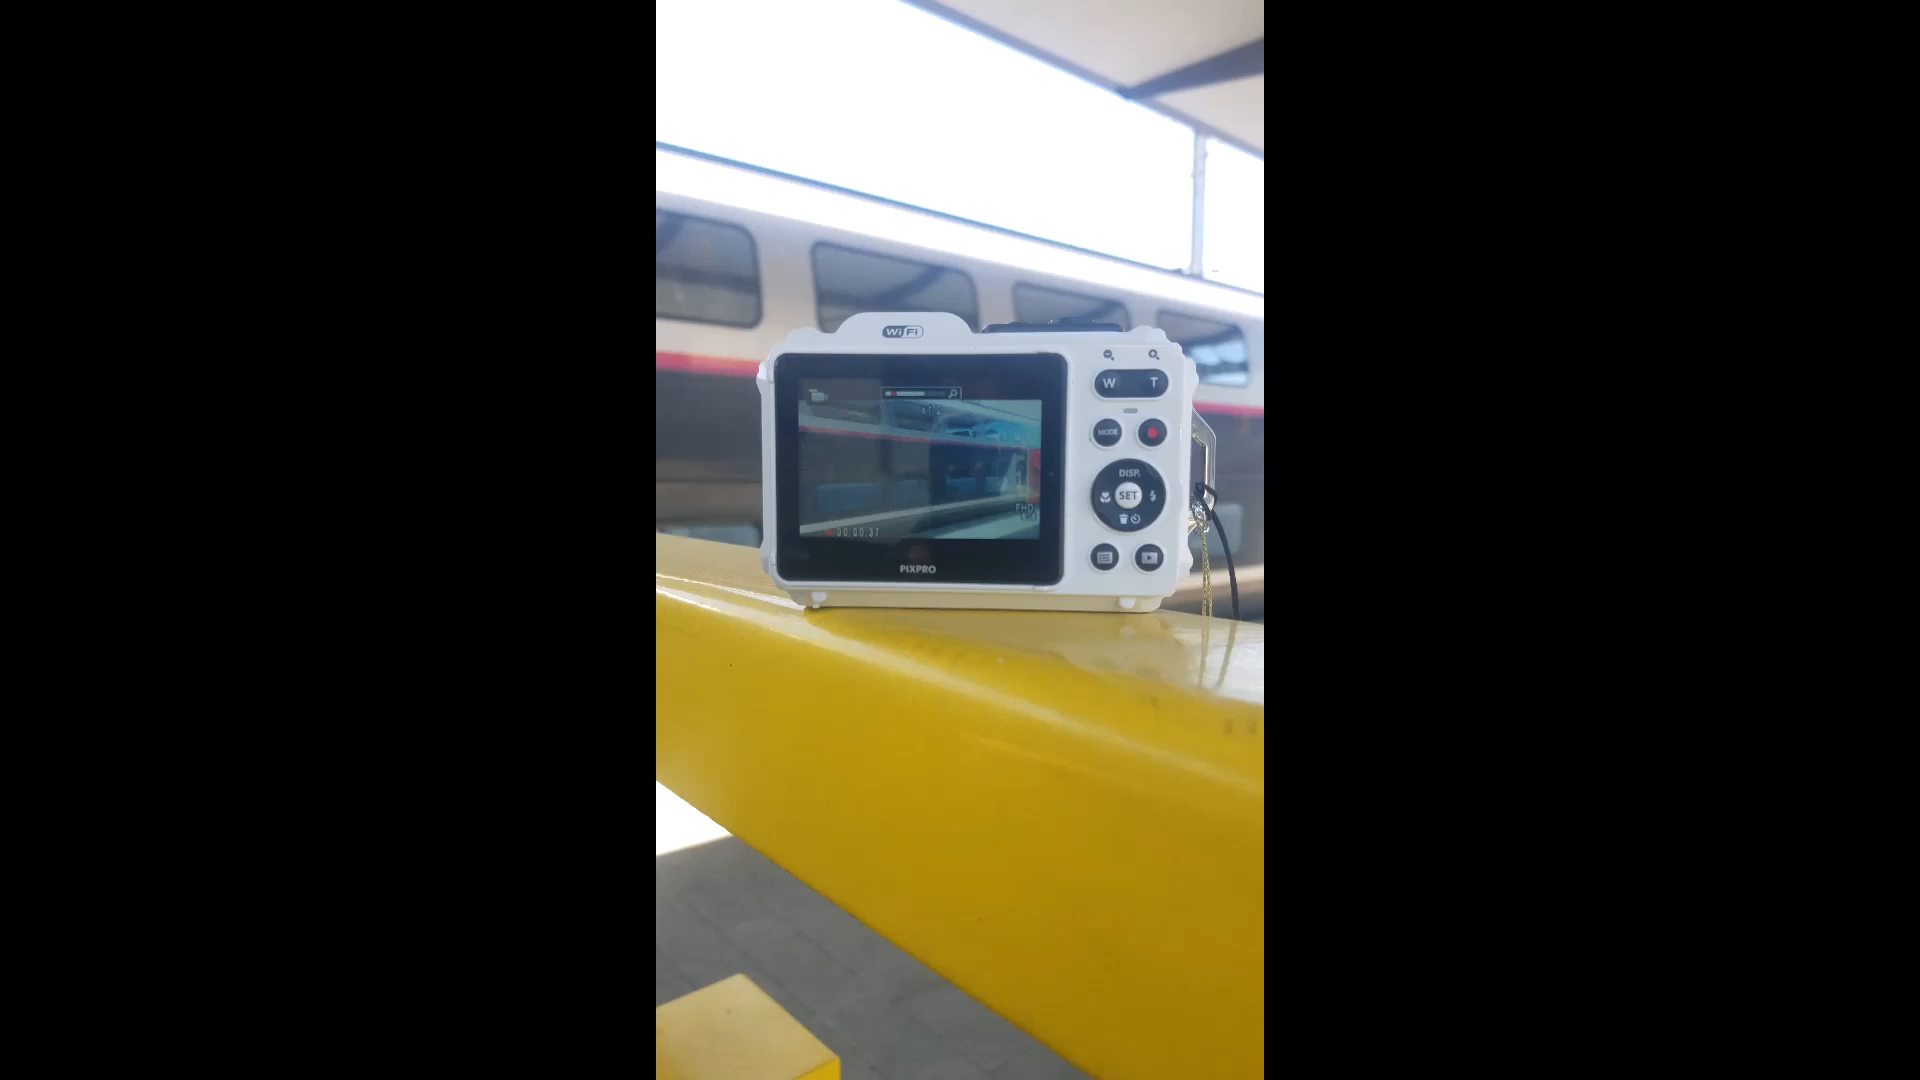 WiFi
W T
MODE
DISP.
SET
FHD
00:00:37
PIXPRO